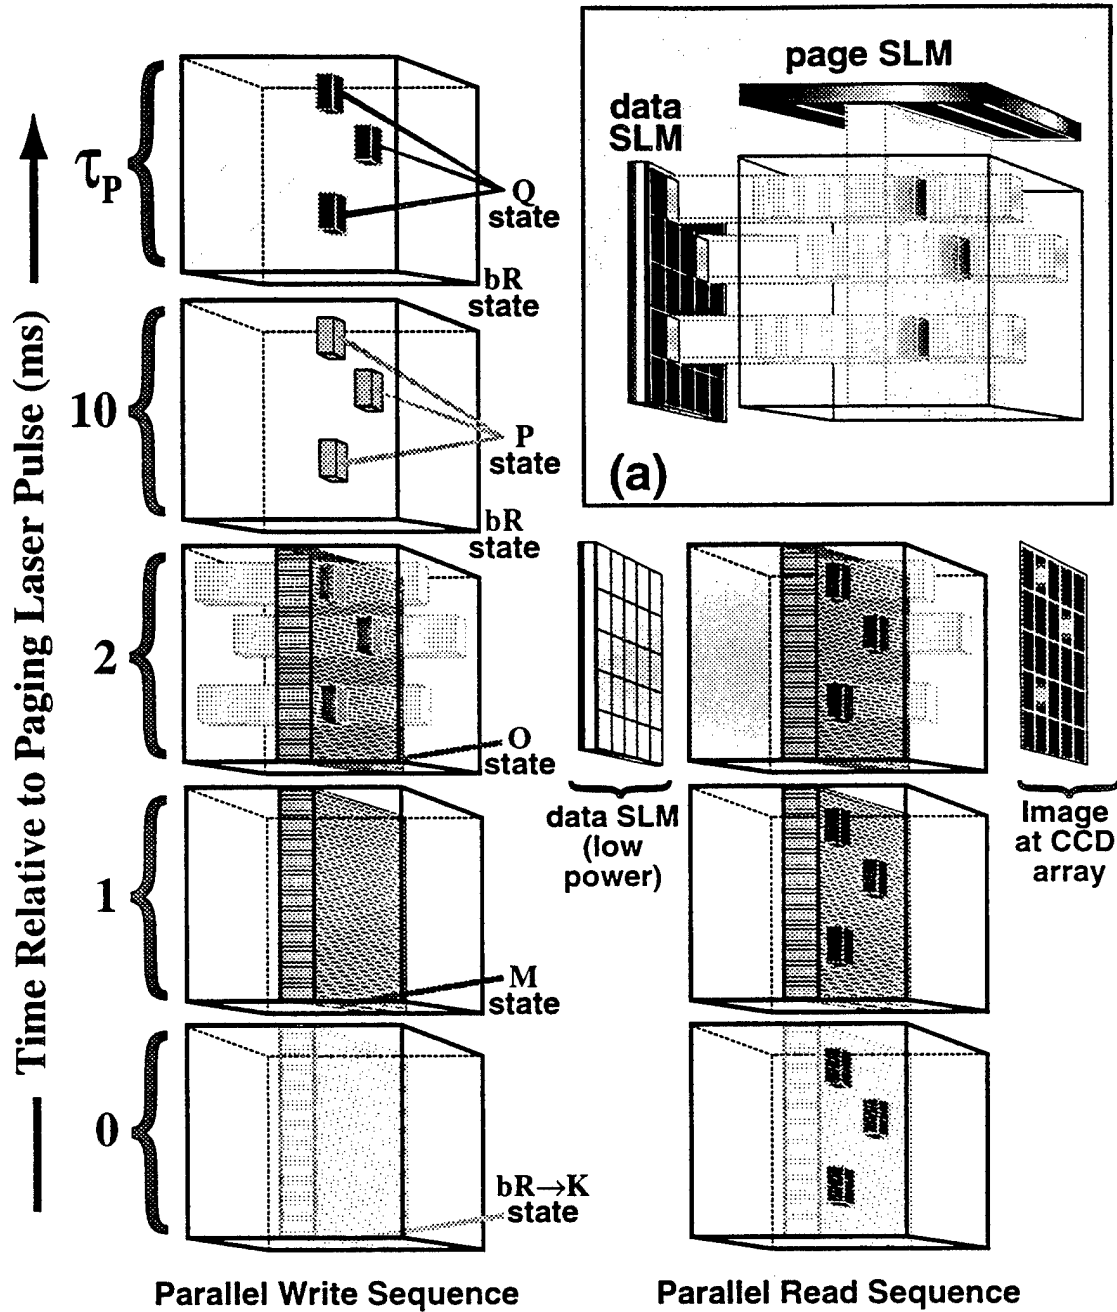 page SLM
data
SLM
(a)
Time Relative to Paging Laser Pulse (ms)
τP
Q
state
bR
state
10
P
state
bR
state
2
O
state
data SLM
(low
power)
Image
at CCD
array
1
M
state
0
bR→K
state
Parallel Write Sequence
Parallel Read Sequence